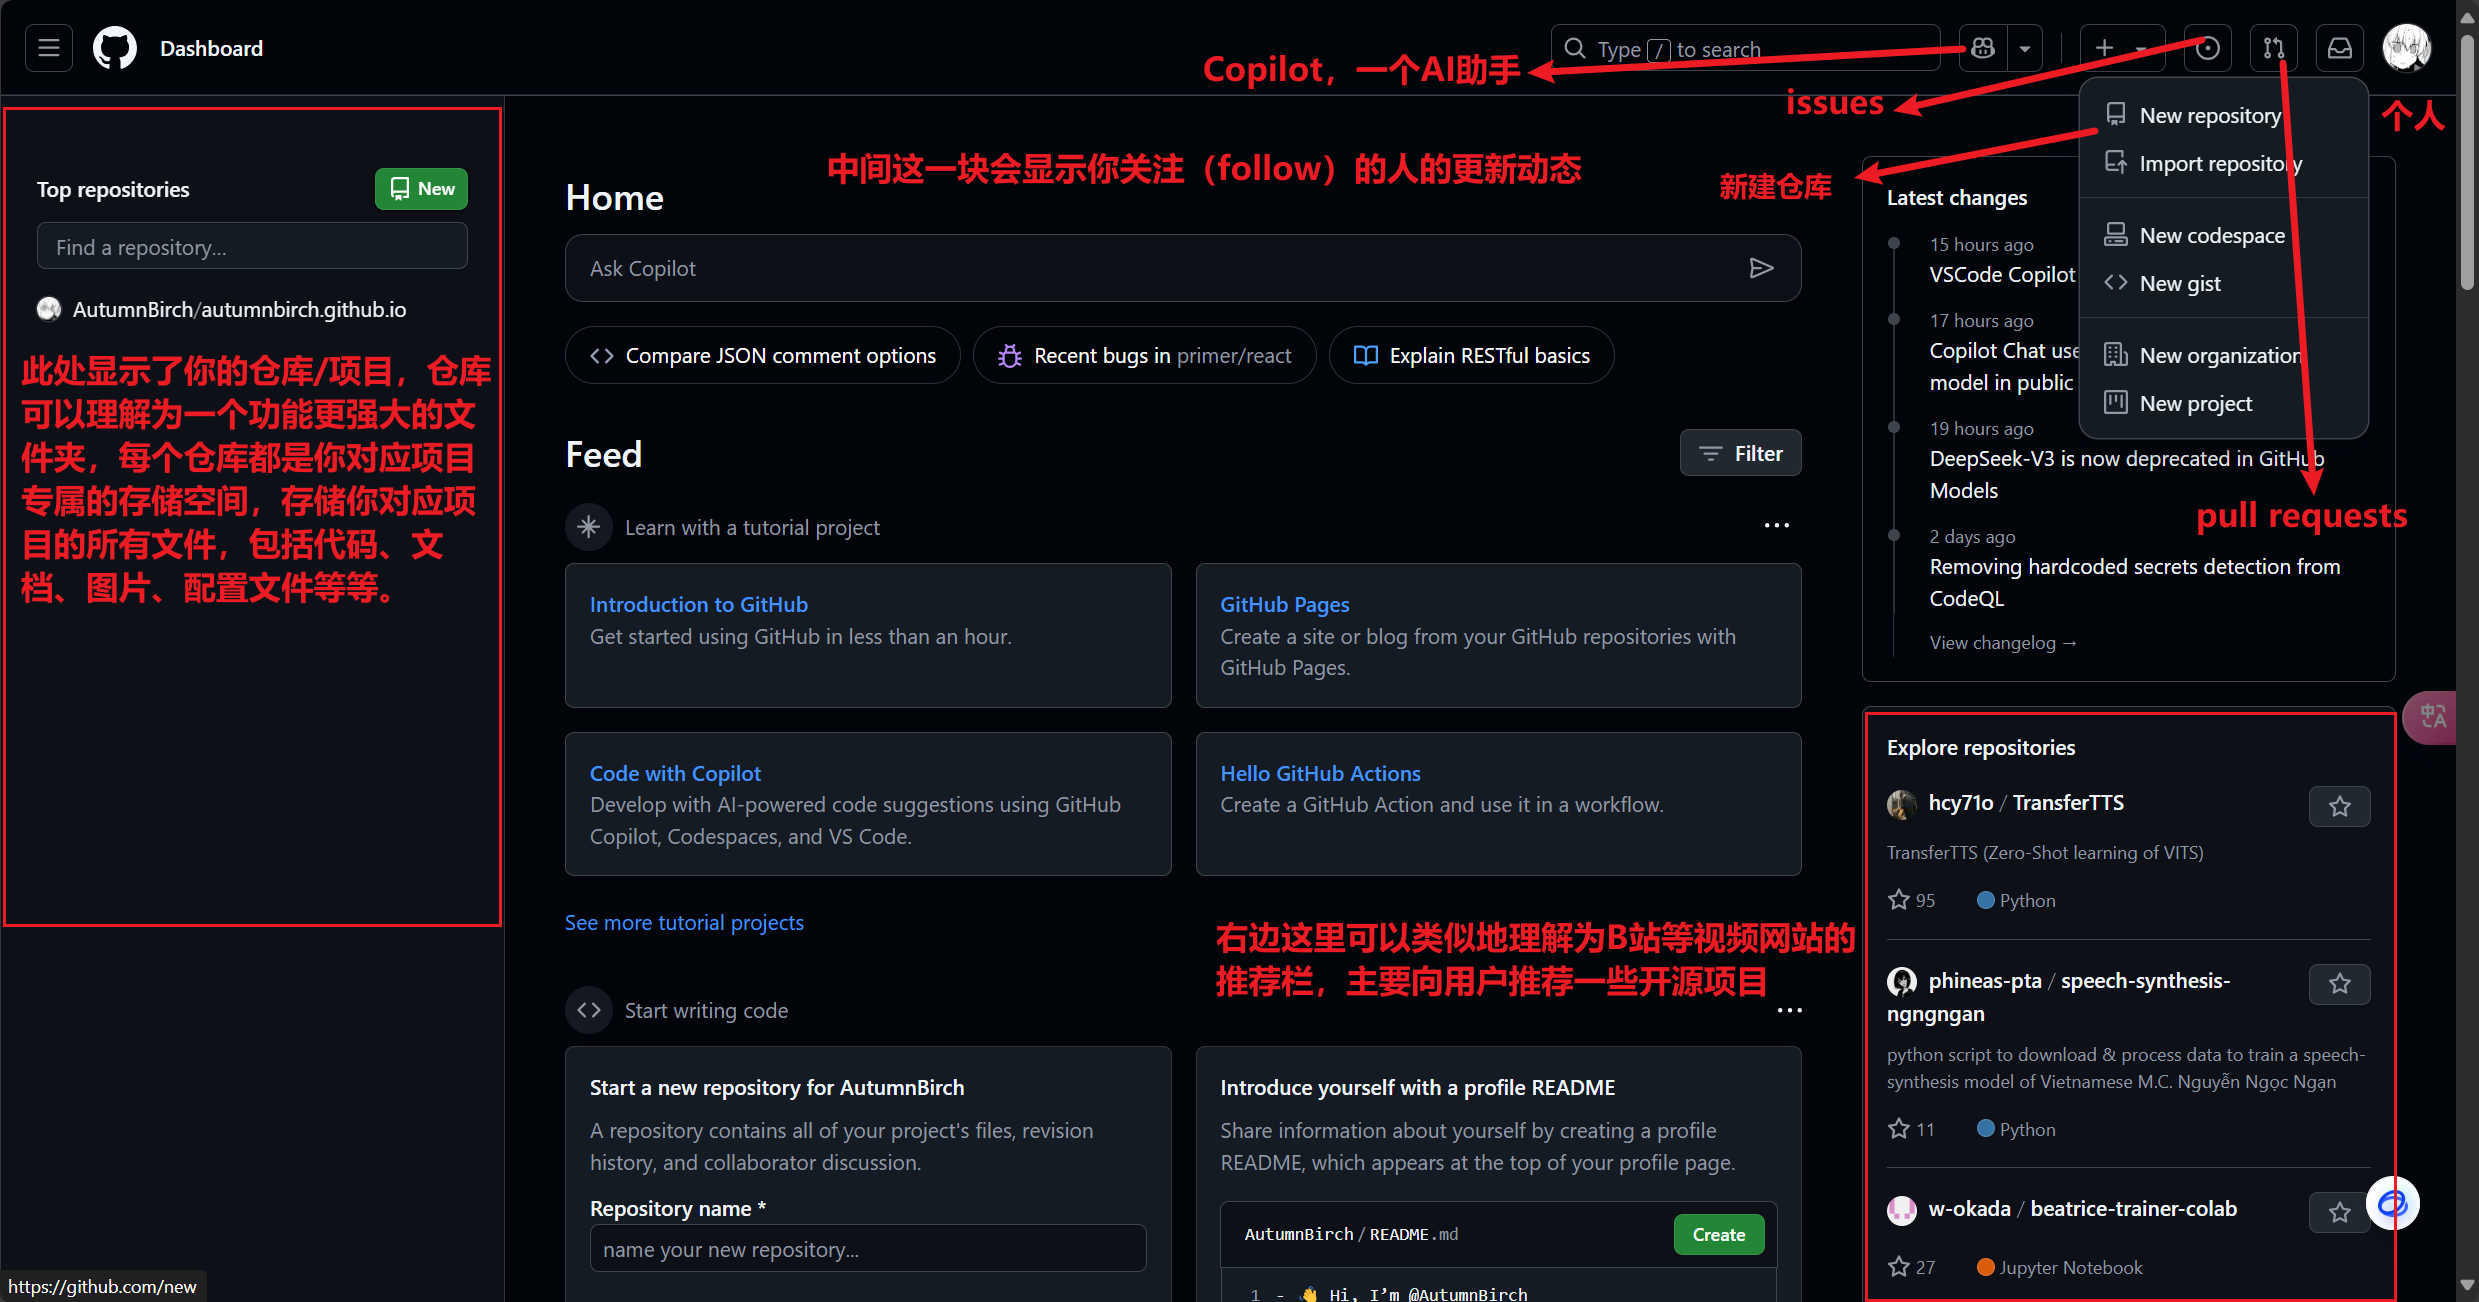 Dashboard
Type / to search
Copilot，一个AI助手
issues
个人
新建仓库
New repository
Import repository
New codespace
New gist
New organization
New project
pull requests
Top repositories
New
Find a repository...
AutumnBirch/autumnbirch.github.io
此处显示了你的仓库/项目，仓库
可以理解为一个功能更强大的文
件夹，每个仓库都是你对应项目
专属的存储空间，存储你对应项
目的所有文件，包括代码、文
档、图片、配置文件等等。
中间这一块会显示你关注（follow）的人的更新动态
Home
Ask Copilot
Compare JSON comment options
Recent bugs in primer/react
Explain RESTful basics
Feed
Filter
Learn with a tutorial project
Introduction to GitHub
Get started using GitHub in less than an hour.
GitHub Pages
Create a site or blog from your GitHub repositories with
GitHub Pages.
Code with Copilot
Develop with AI-powered code suggestions using GitHub
Copilot, Codespaces, and VS Code.
Hello GitHub Actions
Create a GitHub Action and use it in a workflow.
See more tutorial projects
右边这里可以类似地理解为B站等视频网站的
推荐栏，主要向用户推荐一些开源项目
Start writing code
Start a new repository for AutumnBirch
A repository contains all of your project's files, revision
history, and collaborator discussion.
Repository name *
name your new repository...
Introduce yourself with a profile README
Share information about yourself by creating a profile
README, which appears at the top of your profile page.
AutumnBirch / README.md
Create
1 - 👋 Hi, I’m @AutumnBirch
Latest changes
15 hours ago
VSCode Copilot
17 hours ago
Copilot Chat use
model in public
19 hours ago
DeepSeek-V3 is now deprecated in GitHub
Models
2 days ago
Removing hardcoded secrets detection from
CodeQL
View changelog →
中A
Explore repositories
hcy71o / TransferTTS
TransferTTS (Zero-Shot learning of VITS)
95 Python
phineas-pta / speech-synthesis-
ngngngan
python script to download & process data to train a speech-
synthesis model of Vietnamese M.C. Nguyễn Ngọc Ngạn
11 Python
w-okada / beatrice-trainer-colab
27 Jupyter Notebook
https://github.com/new